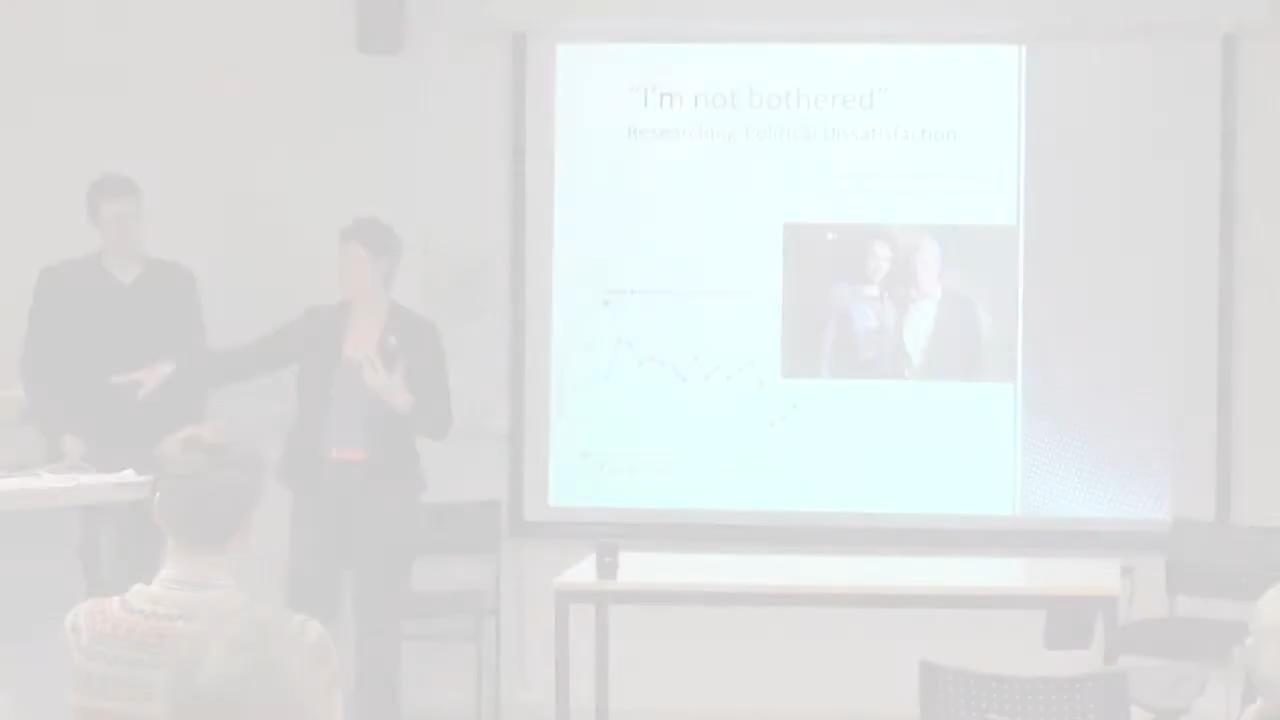 "I'm not bothered"
Researching Political Dissatisfaction